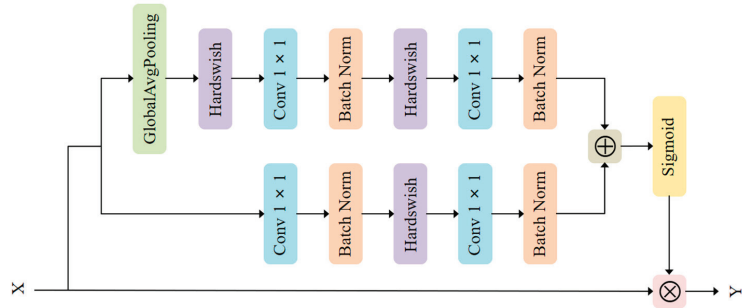 X
GlobalAvgPooling
Hardswish
Conv 1 × 1
Batch Norm
Hardswish
Conv 1 × 1
Batch Norm
Conv 1 × 1
Batch Norm
Hardswish
Conv 1 × 1
Batch Norm
Sigmoid
Y